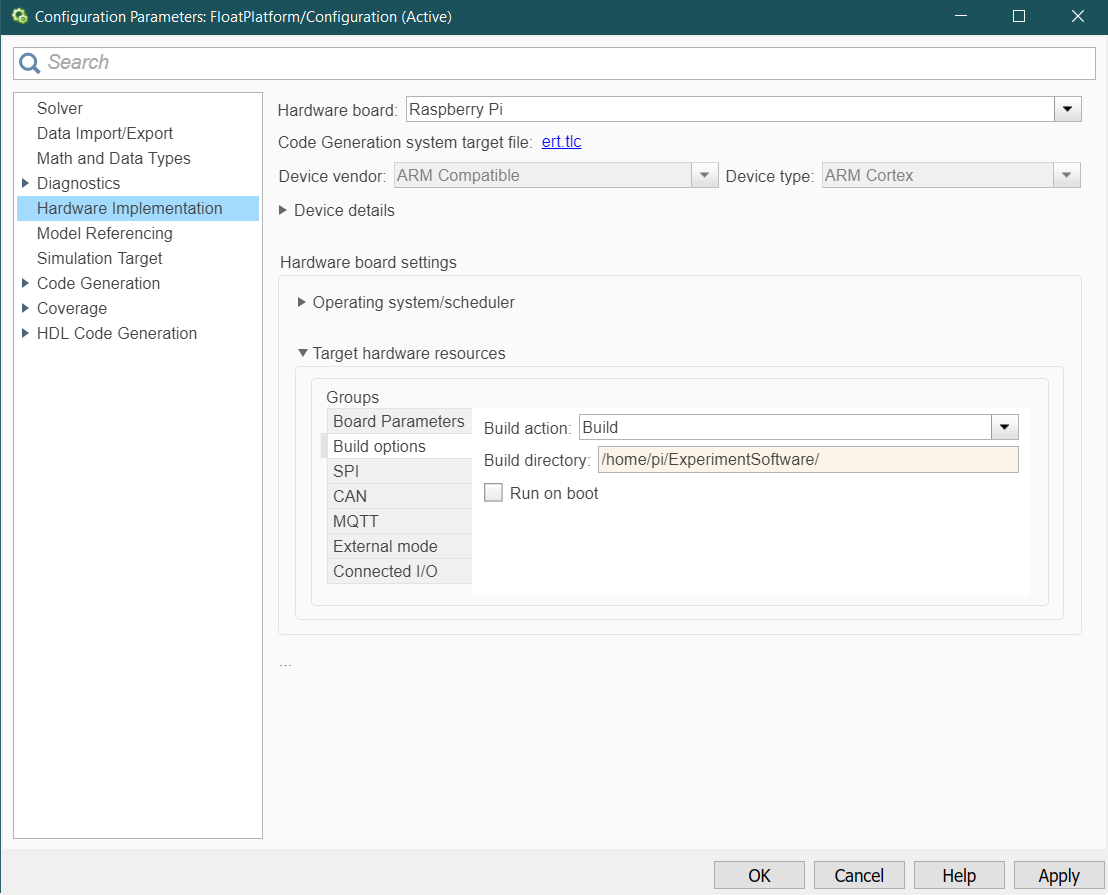 Configuration Parameters: FloatPlatform/Configuration (Active)
Search
Solver
Data Import/Export
Math and Data Types
Diagnostics
Hardware Implementation
Model Referencing
Simulation Target
Code Generation
Coverage
HDL Code Generation
Hardware board: Raspberry Pi
Code Generation system target file: ert.tlc
Device vendor: ARM Compatible Device type: ARM Cortex
Device details
Hardware board settings
Operating system/scheduler
Target hardware resources
Groups
Board Parameters
Build options
SPI
CAN
MQTT
External mode
Connected I/O
Build action: Build
Build directory: /home/pi/ExperimentSoftware/
Run on boot
...
OK Cancel Help Apply